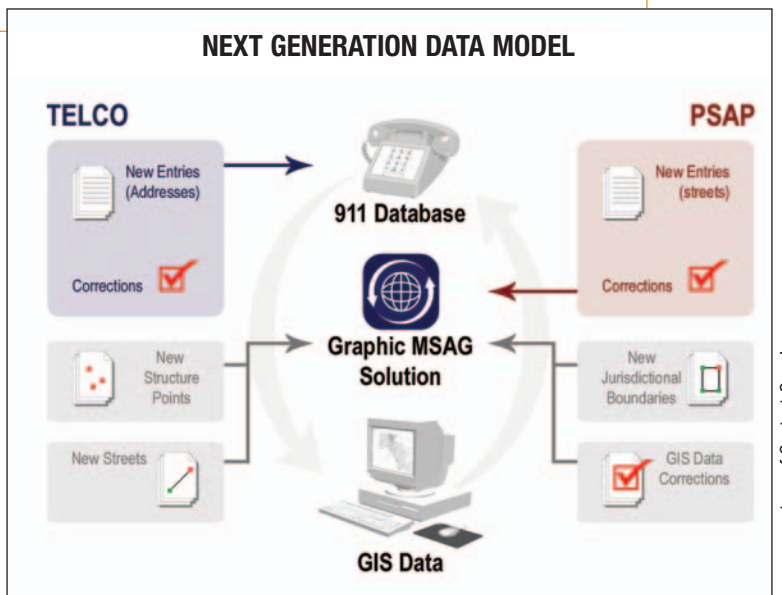 NEXT GENERATION DATA MODEL
TELCO
PSAP
New Entries
(Addresses)
Corrections
New
Structure
Points
New Streets
911 Database
Graphic MSAG
Solution
GIS Data
New Entries
(streets)
Corrections
New
Jurisdictional
Boundaries
GIS Data
Corrections